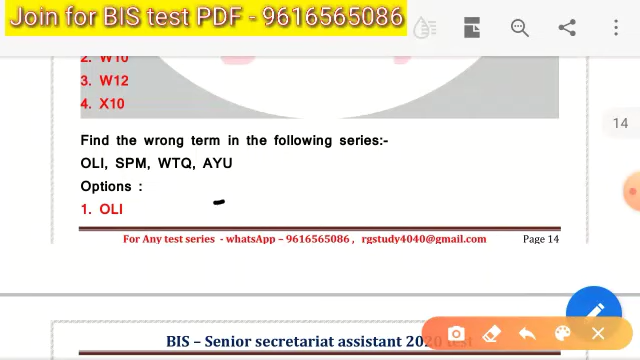 Join for BIS test PDF - 9616565086
2. W10
3. W12
4. X10
14
Find the wrong term in the following series:-
OLI, SPM, WTQ, AYU
Options :
1. OLI
For Any test series - whatsApp – 9616565086 , rgstudy4040@gmail.com Page 14
BIS – Senior secretariat assistant 2020 test